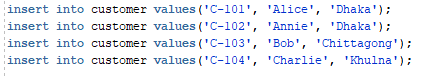 insert into customer values('C-101', 'Alice', 'Dhaka');
insert into customer values('C-102', 'Annie', 'Dhaka');
insert into customer values('C-103', 'Bob', 'Chittagong');
insert into customer values('C-104', 'Charlie', 'Khulna');